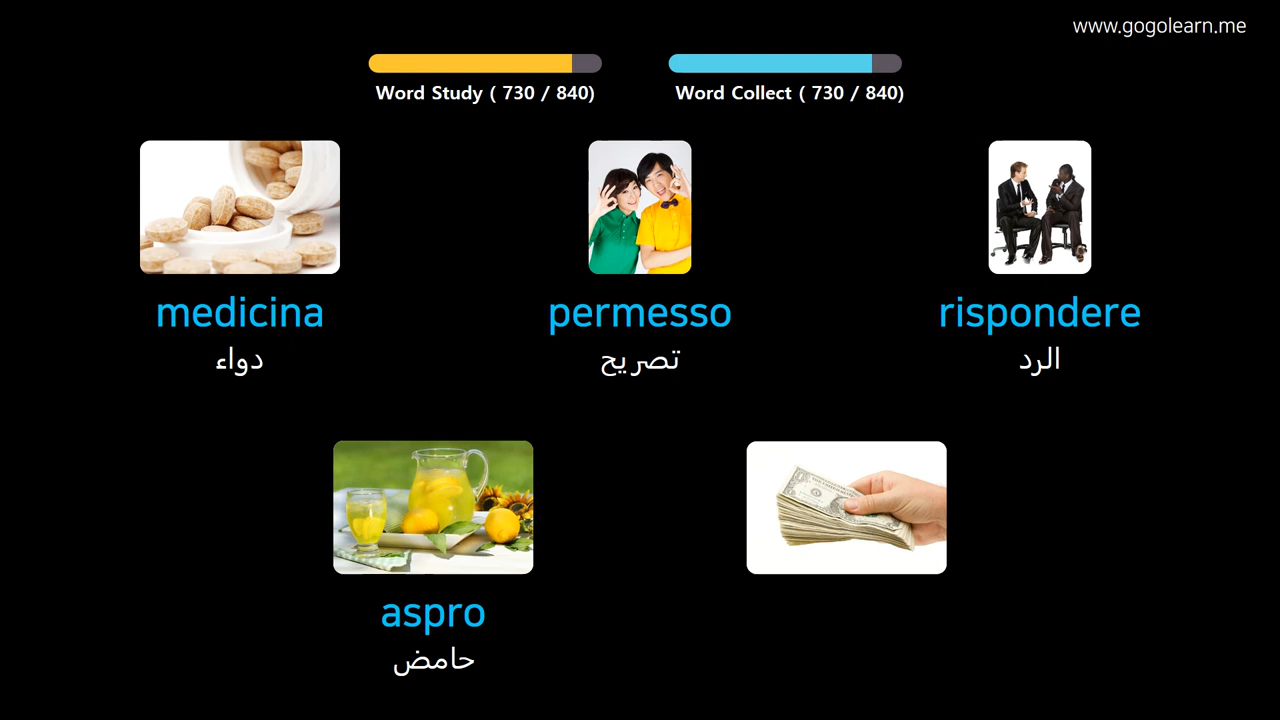 www.gogolearn.me
Word Study ( 730 / 840)
Word Collect ( 730 / 840)
medicina
دواء
permesso
تصريح
rispondere
الرد
aspro
حامض